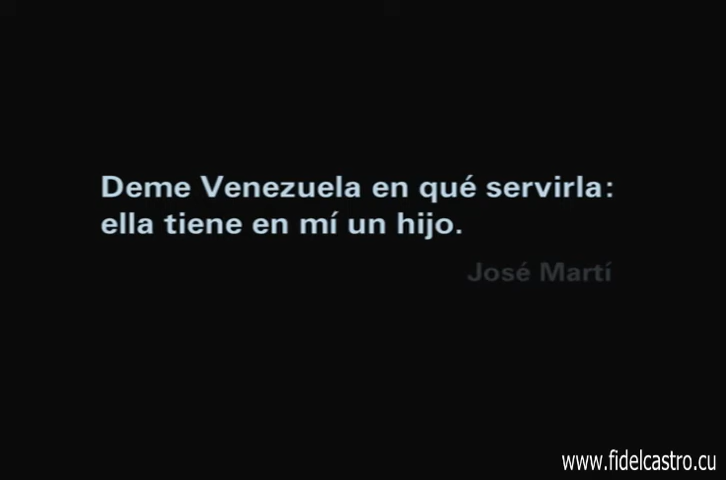 Deme Venezuela en qué servirla:
ella tiene en mí un hijo.
José Martí
www.fidelcastro.cu